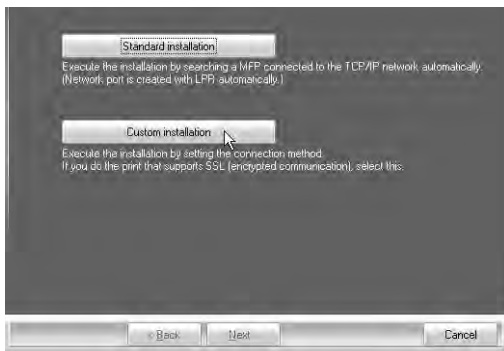 Standard installation
Execute the installation by searching a MFP connected to the TCP/IP network automatically.
(Network port is created with LPR automatically.)
Custom installation
Execute the installation by setting the connection method.
If you do the print that supports SSL (encrypted communication), select this.
< Back Next Cancel